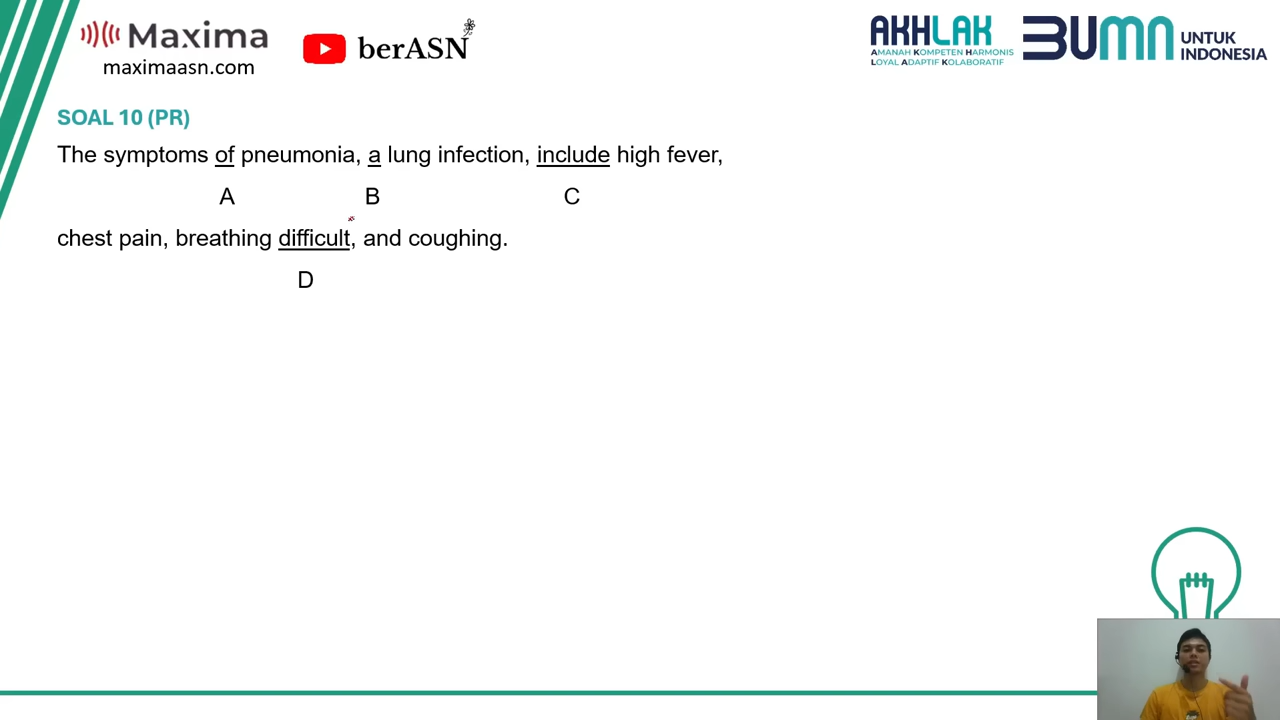 Maxima
maximaasn.com
berASN
AKHLAK
AMANAH KOMPETEN HARMONIS
LOYAL ADAPTIF KOLABORATIF
BUMN UNTUK INDONESIA
SOAL 10 (PR)
The symptoms of pneumonia, a lung infection, include high fever,
A B C
chest pain, breathing difficult, and coughing.
D